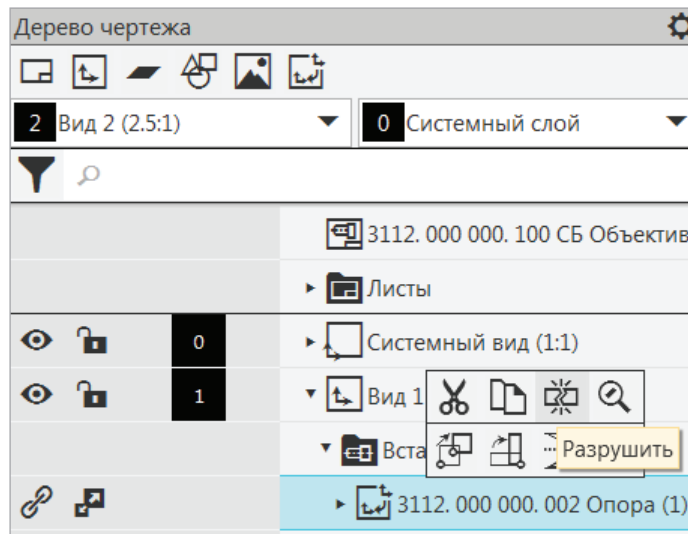 Дерево чертежа
2 Вид 2 (2.5:1) 0 Системный слой
3112. 000 000. 100 СБ Объектив
Листы
0 Системный вид (1:1)
1 Вид 1
Вста
Разрушить
3112. 000 000. 002 Опора (1)